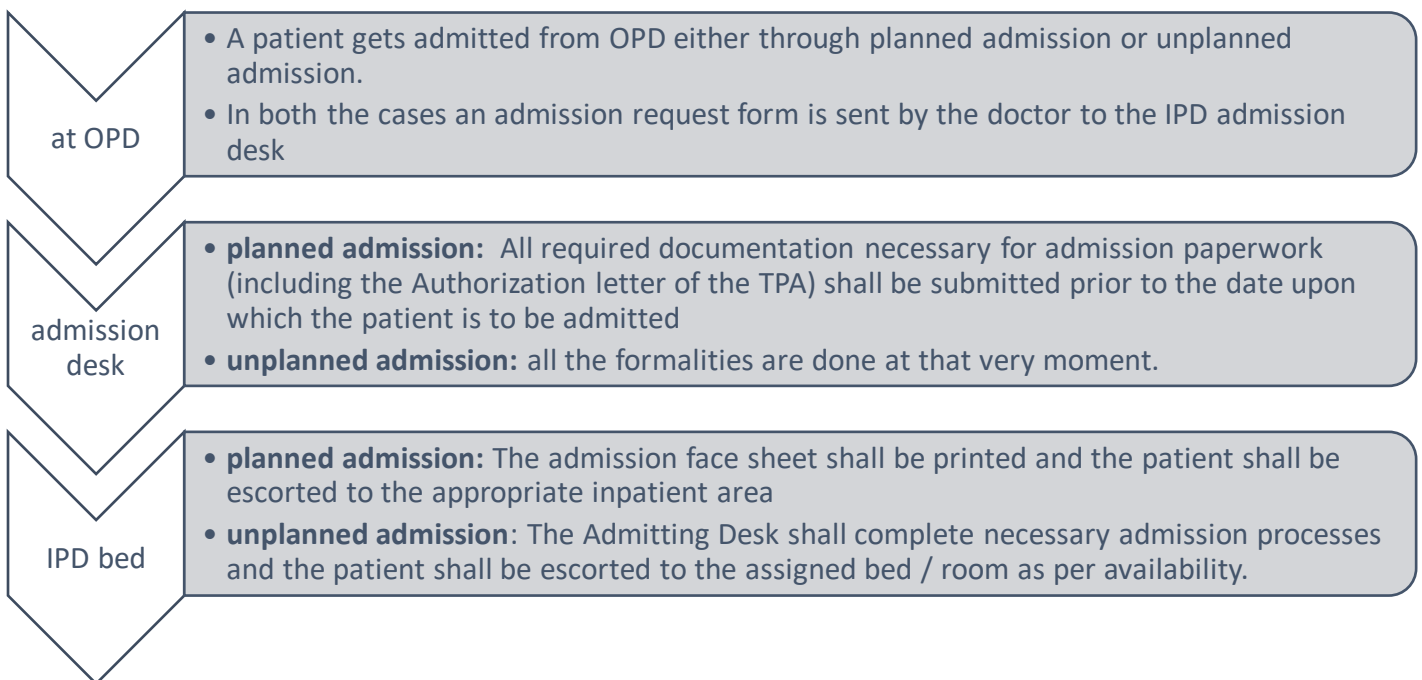 at OPD
• A patient gets admitted from OPD either through planned admission or unplanned
admission.
• In both the cases an admission request form is sent by the doctor to the IPD admission
desk
admission
desk
• planned admission:  All required documentation necessary for admission paperwork
(including the Authorization letter of the TPA) shall be submitted prior to the date upon
which the patient is to be admitted
• unplanned admission: all the formalities are done at that very moment.
IPD bed
• planned admission: The admission face sheet shall be printed and the patient shall be
escorted to the appropriate inpatient area
• unplanned admission: The Admitting Desk shall complete necessary admission processes
and the patient shall be escorted to the assigned bed / room as per availability.